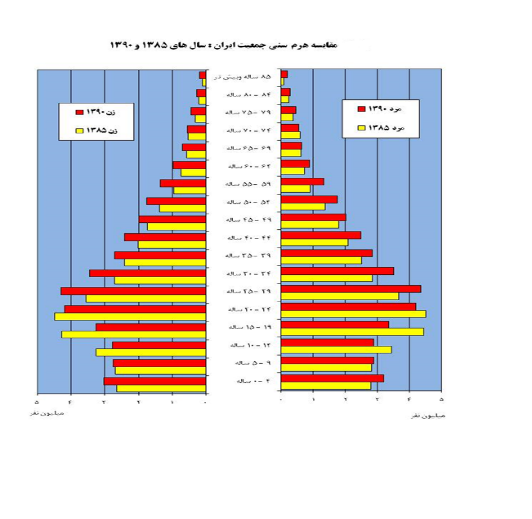 مقایسه هرم سنی جمعیت ایران : سال های ۱۳۸۵ و ۱۳۹۰
زن ۱۳۹۰
زن ۱۳۸۵
مرد ۱۳۹۰
مرد ۱۳۸۵
۸۵ ساله وبیش تر
۸۰ – ۸۴ ساله
۷۵ – ۷۹ ساله
۷۰ – ۷۴ ساله
۶۵ – ۶۹ ساله
۶۰ – ۶۴ ساله
۵۵ – ۵۹ ساله
۵۰ – ۵۴ ساله
۴۵ – ۴۹ ساله
۴۰ – ۴۴ ساله
۳۵ – ۳۹ ساله
۳۰ – ۳۴ ساله
۲۵ – ۲۹ ساله
۲۰ – ۲۴ ساله
۱۵ – ۱۹ ساله
۱۰ – ۱۴ ساله
۵ – ۹ ساله
۰ – ۴ ساله
۵ ۴ ۳ ۲ ۱ ۰
۰ ۱ ۲ ۳ ۴ ۵
میلیون نفر
میلیون نفر